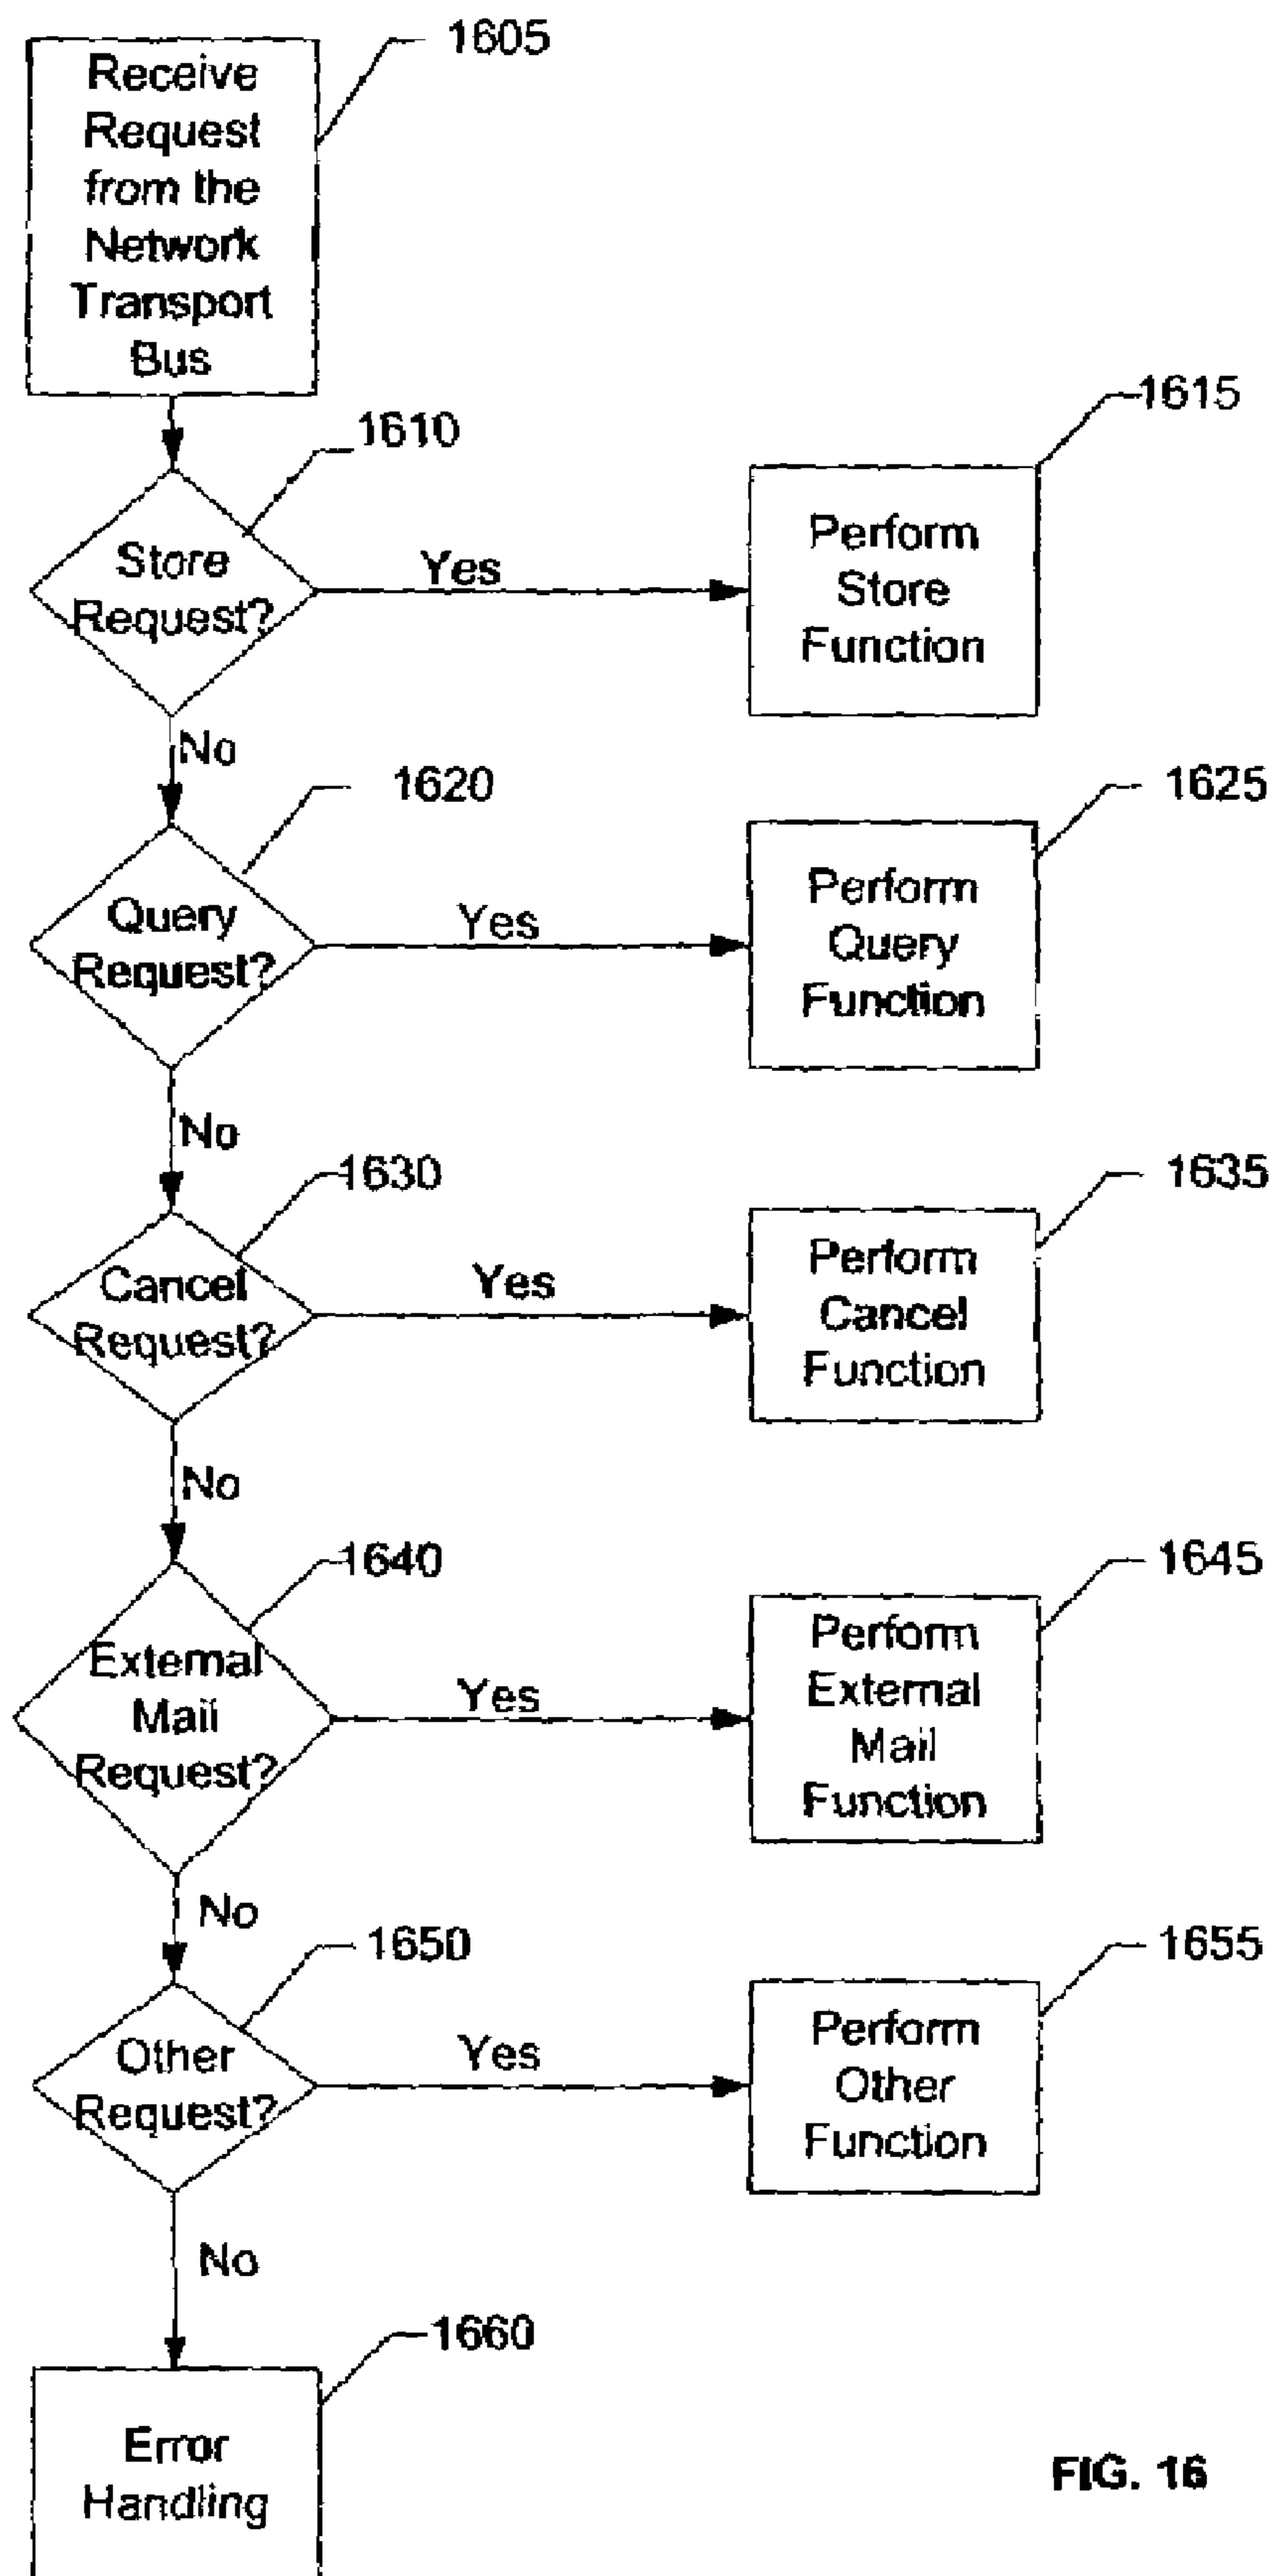 1605
Receive
Request
from the
Network
Transport
Bus
1610
Store
Request?
Yes
1615
Perform
Store
Function
No
1620
Query
Request?
Yes
1625
Perform
Query
Function
No
1630
Cancel
Request?
Yes
1635
Perform
Cancel
Function
No
1640
External
Mail
Request?
Yes
1645
Perform
External
Mail
Function
No
1650
Other
Request?
Yes
1655
Perform
Other
Function
No
1660
Error
Handling
FIG. 16